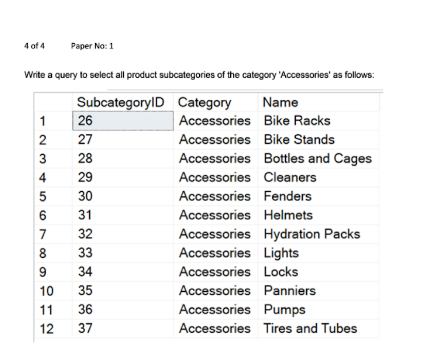 4 of 4 Paper No: 1
Write a query to select all product subcategories of the category 'Accessories' as follows:
SubcategoryID Category Name
1 26 Accessories Bike Racks
2 27 Accessories Bike Stands
3 28 Accessories Bottles and Cages
4 29 Accessories Cleaners
5 30 Accessories Fenders
6 31 Accessories Helmets
7 32 Accessories Hydration Packs
8 33 Accessories Lights
9 34 Accessories Locks
10 35 Accessories Panniers
11 36 Accessories Pumps
12 37 Accessories Tires and Tubes